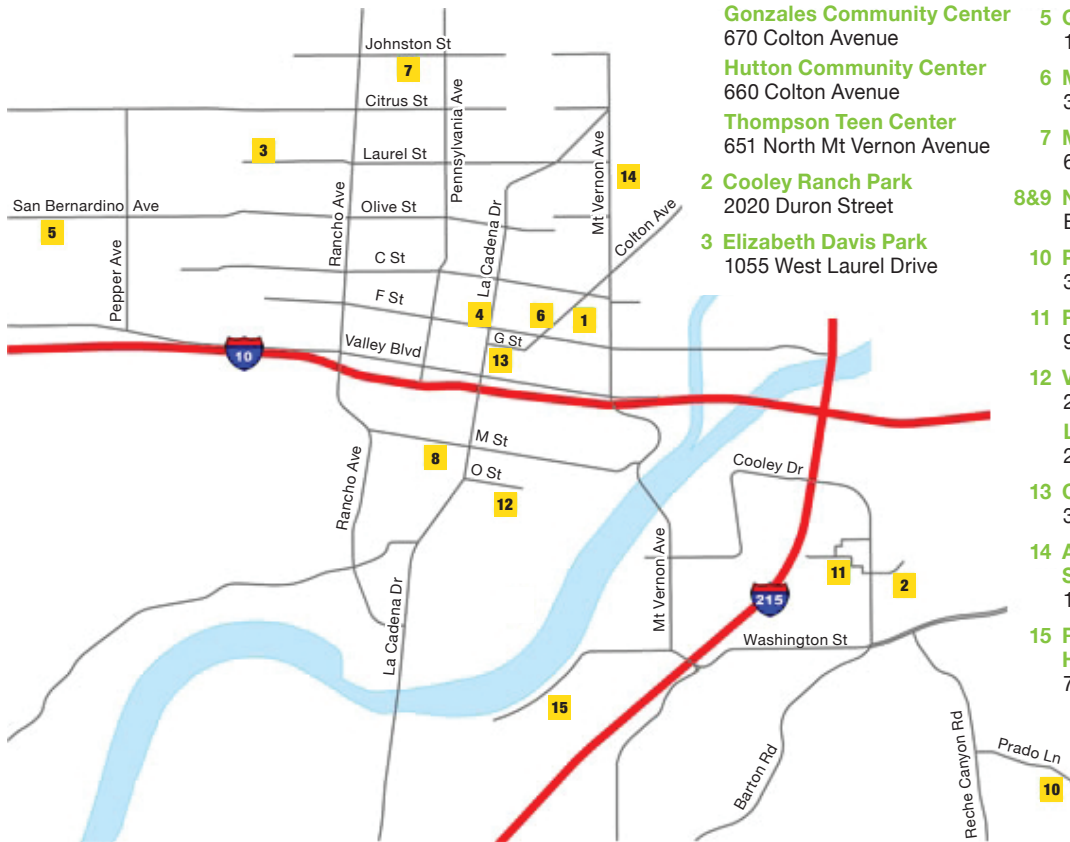 Gonzales Community Center
670 Colton Avenue
Hutton Community Center
660 Colton Avenue
Thompson Teen Center
651 North Mt Vernon Avenue
2 Cooley Ranch Park
2020 Duron Street
3 Elizabeth Davis Park
1055 West Laurel Drive
5
6
7
8&9
10
11
12
13
14
15
Johnston St
7
Citrus St
Pennsylvania Ave
3
Laurel St
Mt Vernon Ave
14
San Bernardino Ave
5
Olive St
Rancho Ave
La Cadena Dr
Colton Ave
Pepper Ave
C St
F St
4
6
1
G St
13
Valley Blvd
10
M St
8
O St
12
Rancho Ave
Cooley Dr
Mt Vernon Ave
11
2
215
La Cadena Dr
Washington St
15
Barton Rd
Reche Canyon Rd
Prado Ln
10